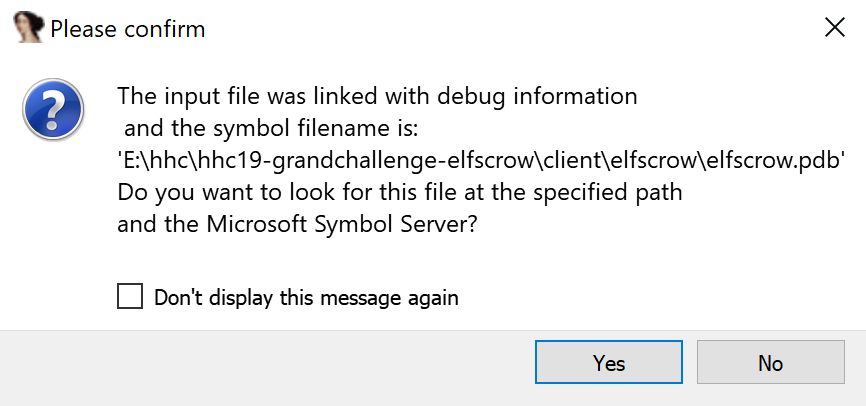 Please confirm
The input file was linked with debug information
and the symbol filename is:
'E:\hhc\hhc19-grandchallenge-elfscrow\client\elfscrow\elfscrow.pdb'
Do you want to look for this file at the specified path
and the Microsoft Symbol Server?
Don't display this message again
Yes No